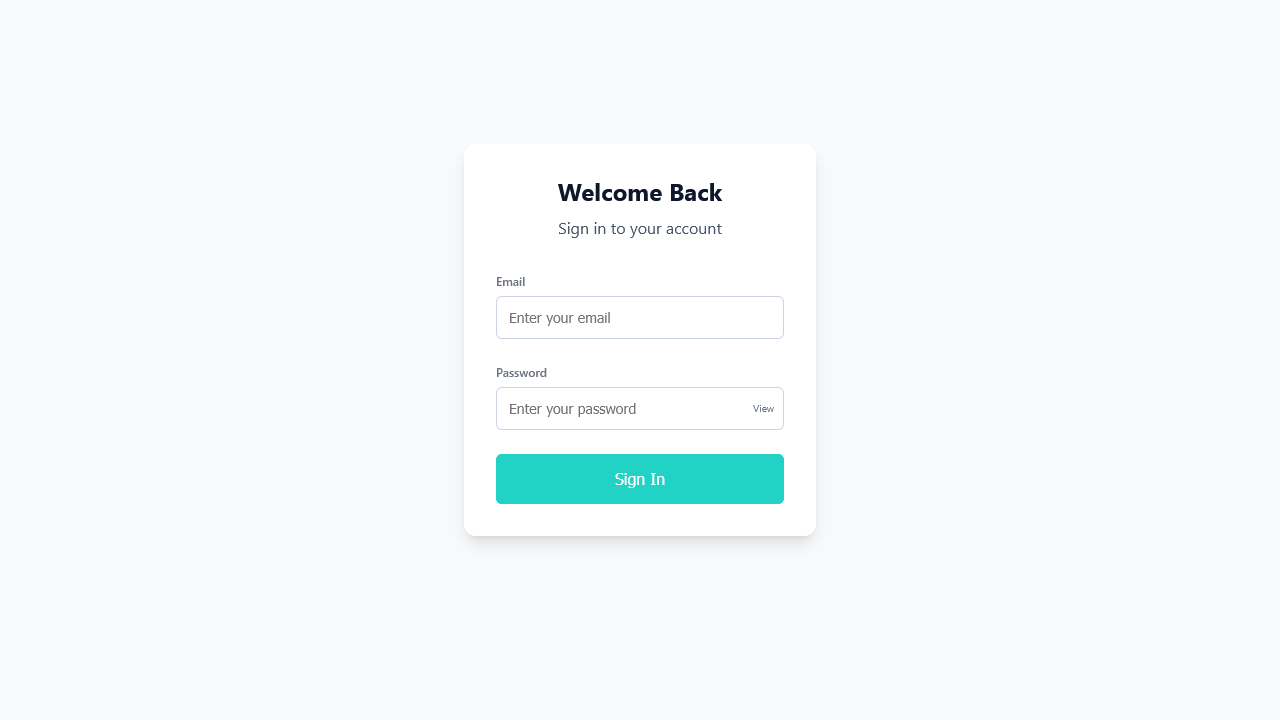 Welcome Back
Sign in to your account
Email
Enter your email
Password
Enter your password
View
Sign In